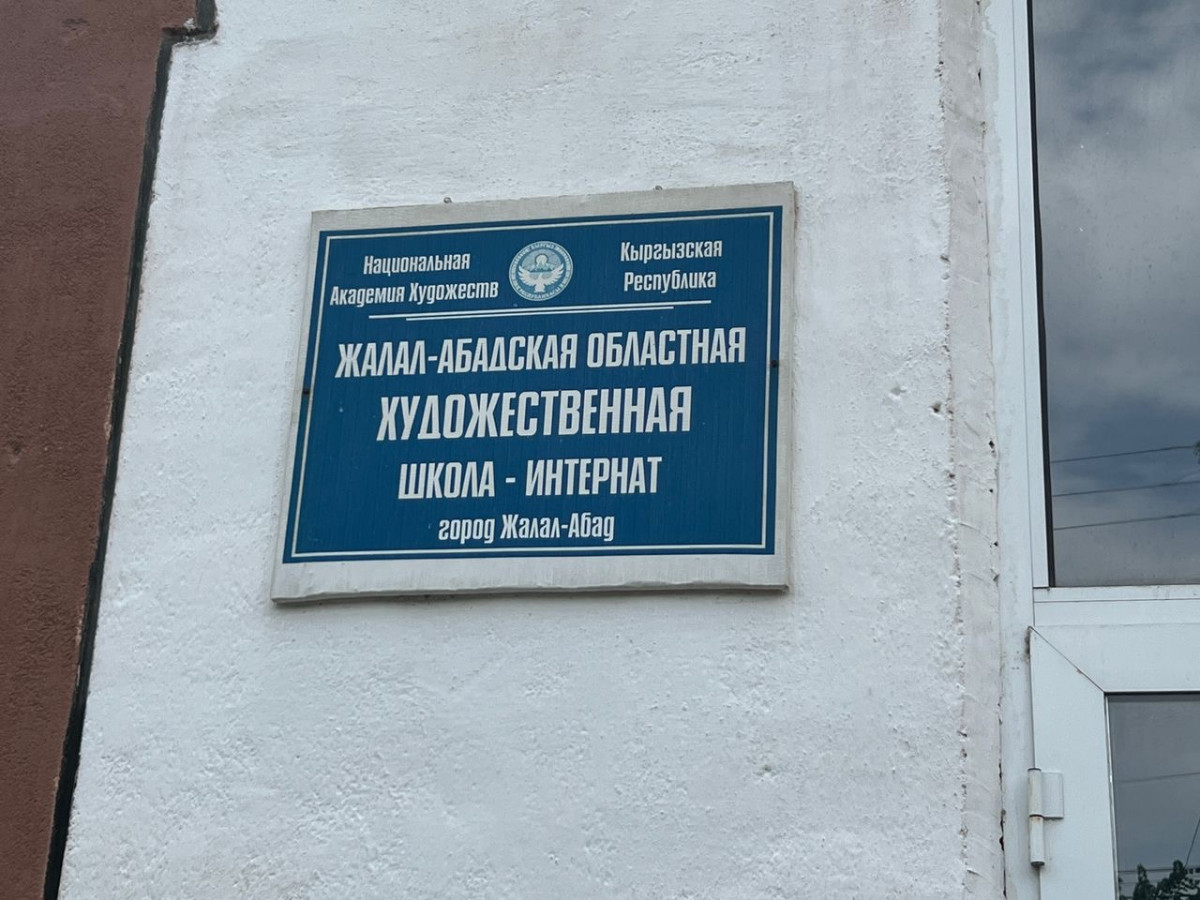 Национальная
Академия Художеств
Кыргызская
Республика
ЖАЛАЛ-АБАДСКАЯ ОБЛАСТНАЯ
ХУДОЖЕСТВЕННАЯ
ШКОЛА - ИНТЕРНАТ
город Жалал-Абад